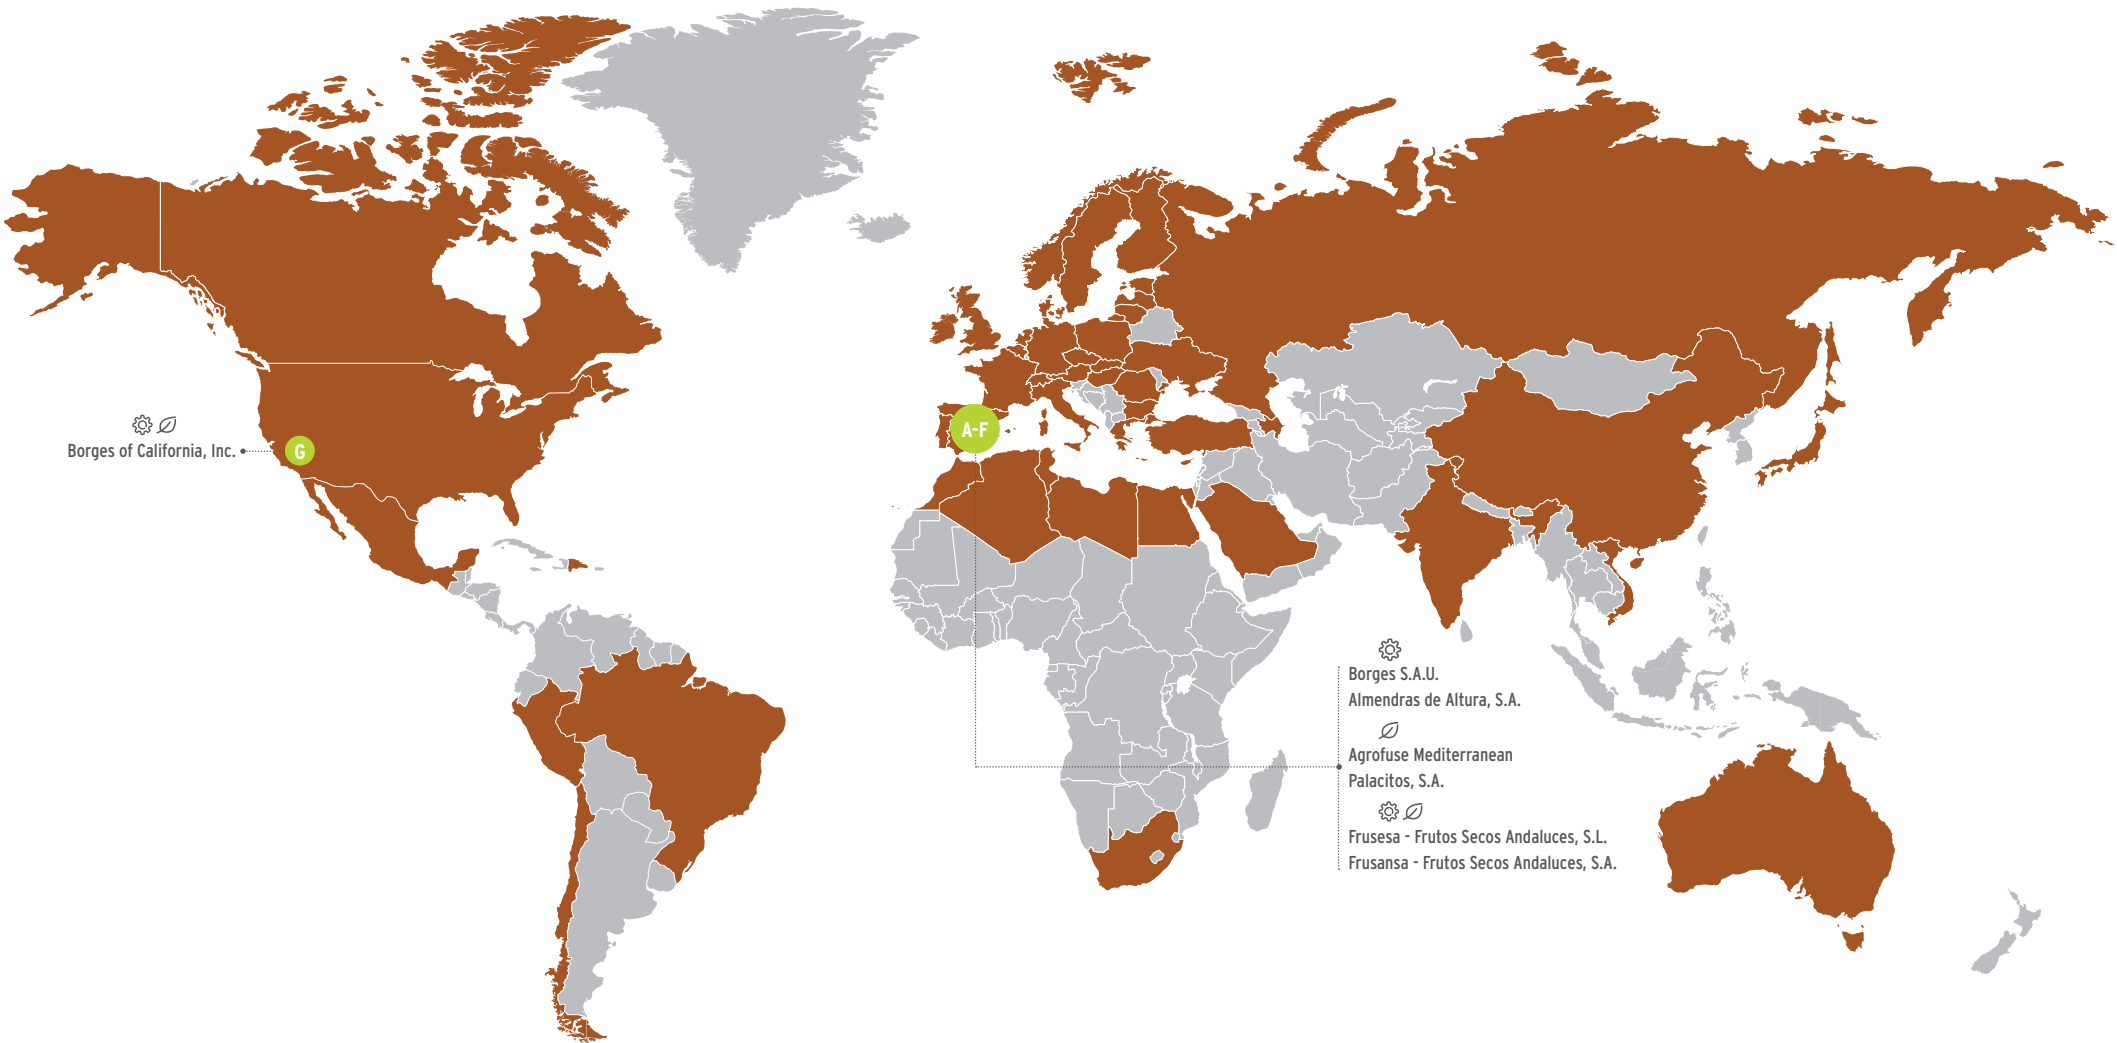 A-F
Borges of California, Inc.
G
Borges S.A.U.
Almendras de Altura, S.A.
Agrofuse Mediterranean
Palacitos, S.A.
Frusesa - Frutos Secos Andaluces, S.L.
Frusansa - Frutos Secos Andaluces, S.A.